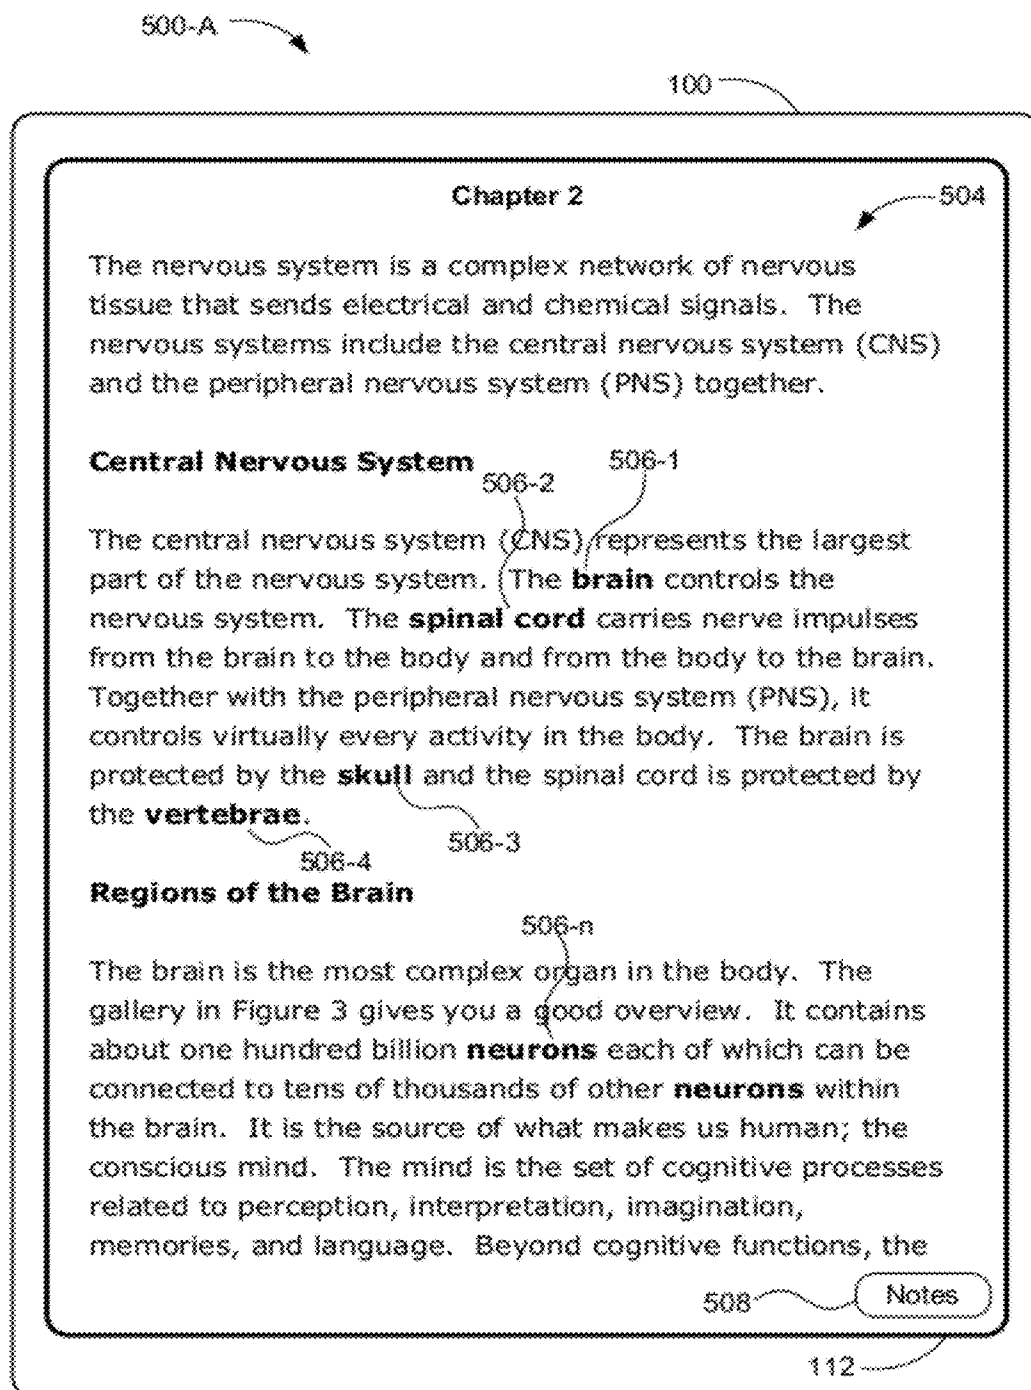 500-A
100
Chapter 2
504
The nervous system is a complex network of nervous
tissue that sends electrical and chemical signals.  The
nervous systems include the central nervous system (CNS)
and the peripheral nervous system (PNS) together.
Central Nervous System
506-1
506-2
The central nervous system (CNS) represents the largest
part of the nervous system.  The brain controls the
nervous system.  The spinal cord carries nerve impulses
from the brain to the body and from the body to the brain.
Together with the peripheral nervous system (PNS), it
controls virtually every activity in the body.  The brain is
protected by the skull and the spinal cord is protected by
the vertebrae.
506-3
506-4
Regions of the Brain
506-n
The brain is the most complex organ in the body.  The
gallery in Figure 3 gives you a good overview.  It contains
about one hundred billion neurons each of which can be
connected to tens of thousands of other neurons within
the brain.  It is the source of what makes us human; the
conscious mind.  The mind is the set of cognitive processes
related to perception, interpretation, imagination,
memories, and language.  Beyond cognitive functions, the
508
Notes
112